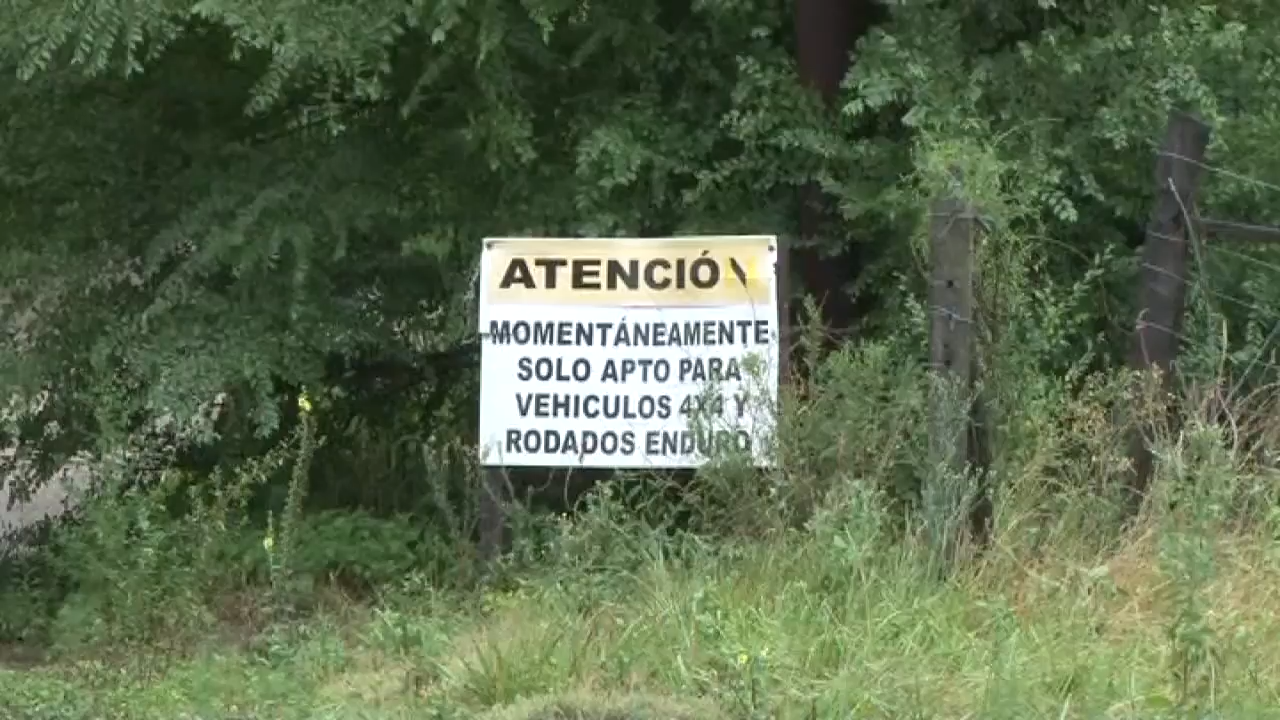 ATENCIÓN
MOMENTÁNEAMENTE
SOLO APTO PARA
VEHICULOS 4X4 Y
RODADOS ENDURO